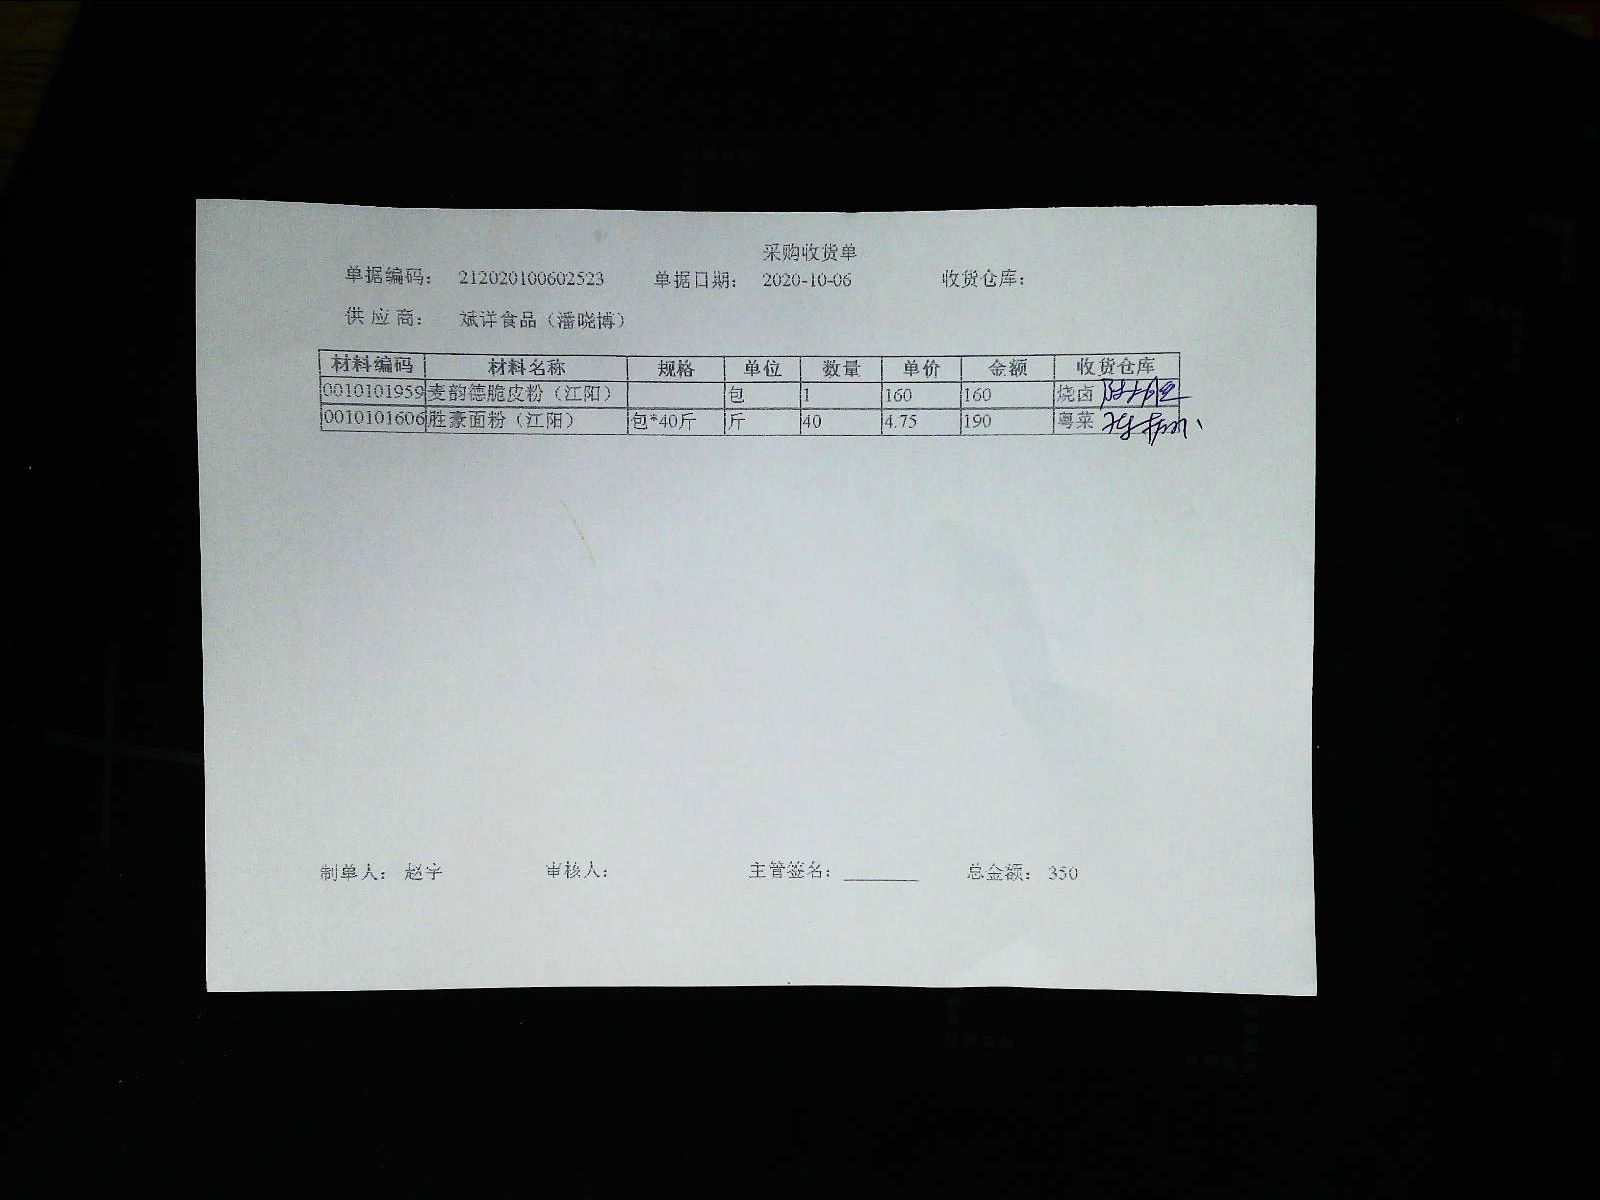 采购收货单
单据编码: 212020100602523 单据日期: 2020-10-06 收货仓库:
供应商: 斌洋食品（潘晓博）
材料编码 材料名称 规格 单位 数量 单价 金额 收货仓库
0010101959 麦韵德脆皮粉（江阳） 包 1 160 160 烧卤
0010101606 胜豪面粉（江阳） 包*40斤 斤 40 4.75 190 粤菜
制单人: 赵宇 审核人: 主管签名: ________ 总金额: 350